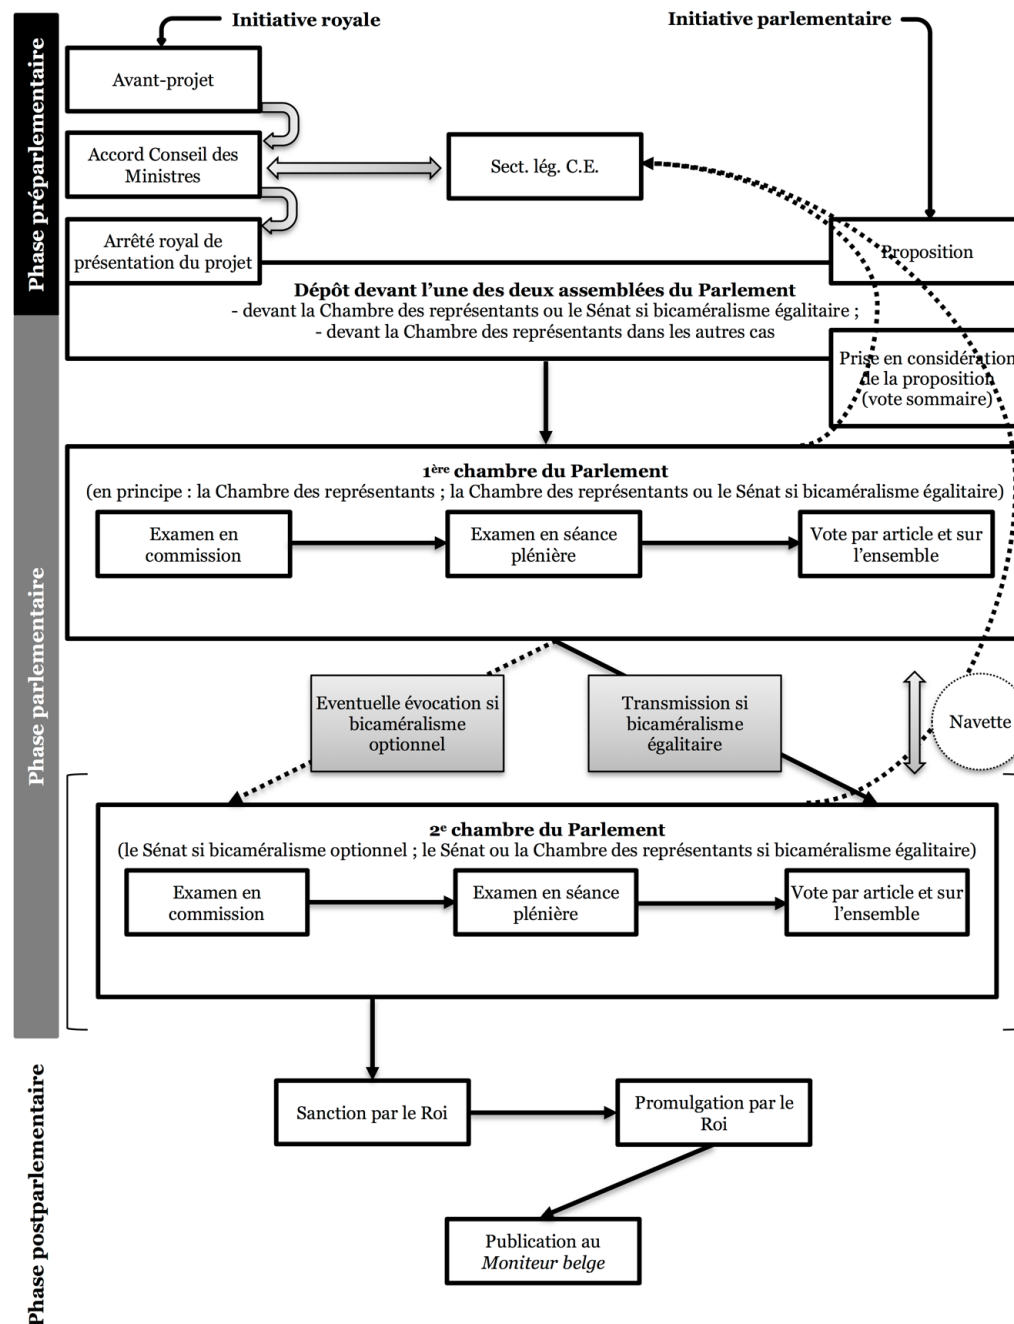 Initiative royale
Initiative parlementaire
Phase préparlementaire
Avant-projet
Accord Conseil des
Ministres
Sect. lég. C.E.
Arrêté royal de
présentation du projet
Proposition
Dépôt devant l’une des deux assemblées du Parlement
- devant la Chambre des représentants ou le Sénat si bicaméralisme égalitaire ;
- devant la Chambre des représentants dans les autres cas
Prise en considération
de la proposition
(vote sommaire)
Phase parlementaire
1ère chambre du Parlement
(en principe : la Chambre des représentants ; la Chambre des représentants ou le Sénat si bicaméralisme égalitaire)
Examen en
commission
Examen en séance
plénière
Vote par article et sur
l’ensemble
Eventuelle évocation si
bicaméralisme
optionnel
Transmission si
bicaméralisme
égalitaire
Navette
2e chambre du Parlement
(le Sénat si bicaméralisme optionnel ; le Sénat ou la Chambre des représentants si bicaméralisme égalitaire)
Examen en
commission
Examen en séance
plénière
Vote par article et sur
l’ensemble
Phase postparlementaire
Sanction par le Roi
Promulgation par le
Roi
Publication au
Moniteur belge